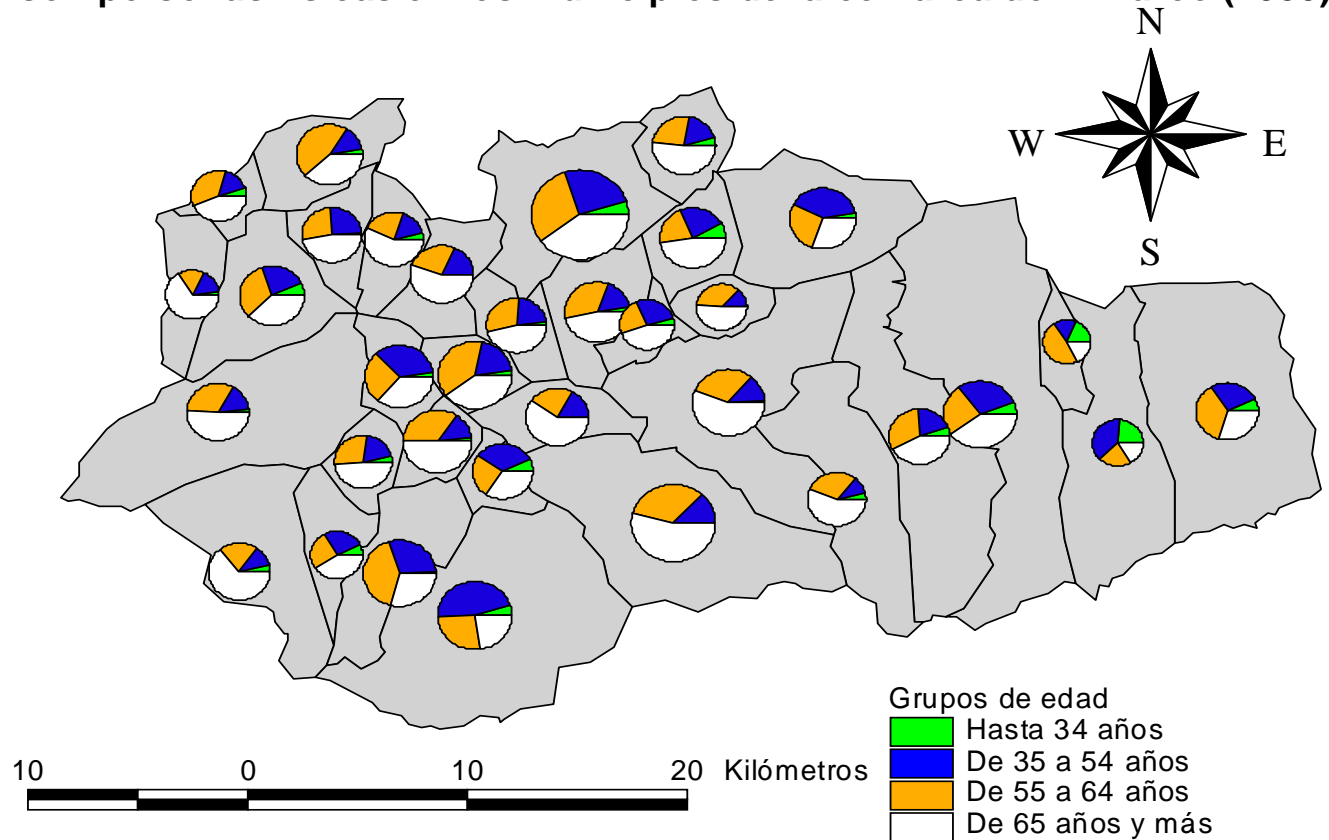 N
W E
S
10 0 10 20 Kilómetros
Grupos de edad
Hasta 34 años
De 35 a 54 años
De 55 a 64 años
De 65 años y más